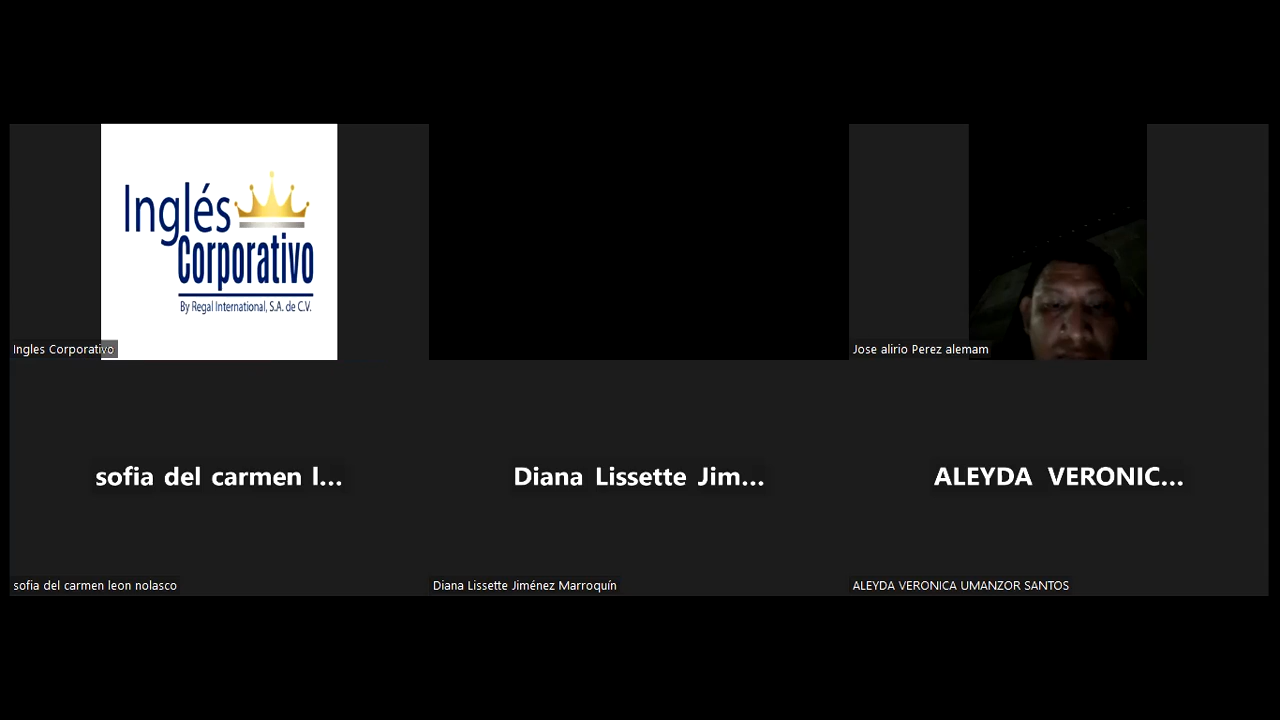 Inglés
Corporativo
By Regal International, S.A. de C.V.
Ingles Corporativo
Jose alirio Perez alemam
sofia del carmen l...
Diana Lissette Jim...
ALEYDA VERONIC...
sofia del carmen leon nolasco
Diana Lissette Jiménez Marroquín
ALEYDA VERONICA UMANZOR SANTOS